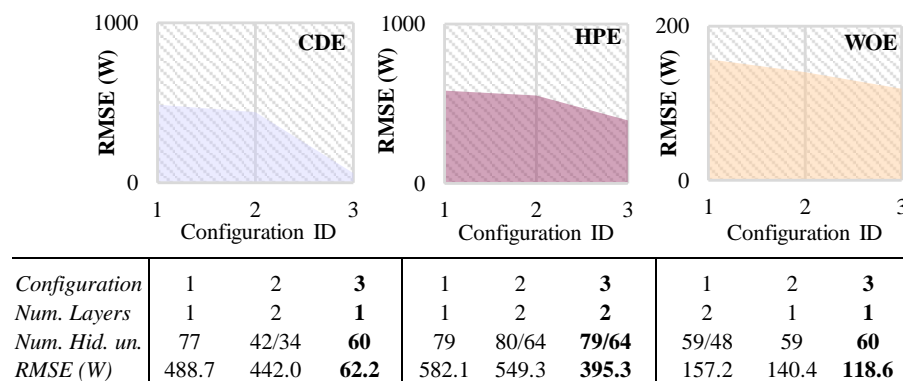 1000 1000 200
CDE HPE WOE
RMSE (W) RMSE (W) RMSE (W)
0 0 0
1 2 3 1 2 3 1 2 3
Configuration ID Configuration ID Configuration ID
Configuration 1 2 3 1 2 3 1 2 3
Num. Layers 1 2 1 1 2 2 2 1 1
Num. Hid. un. 77 42/34 60 79 80/64 79/64 59/48 59 60
RMSE (W) 488.7 442.0 62.2 582.1 549.3 395.3 157.2 140.4 118.6